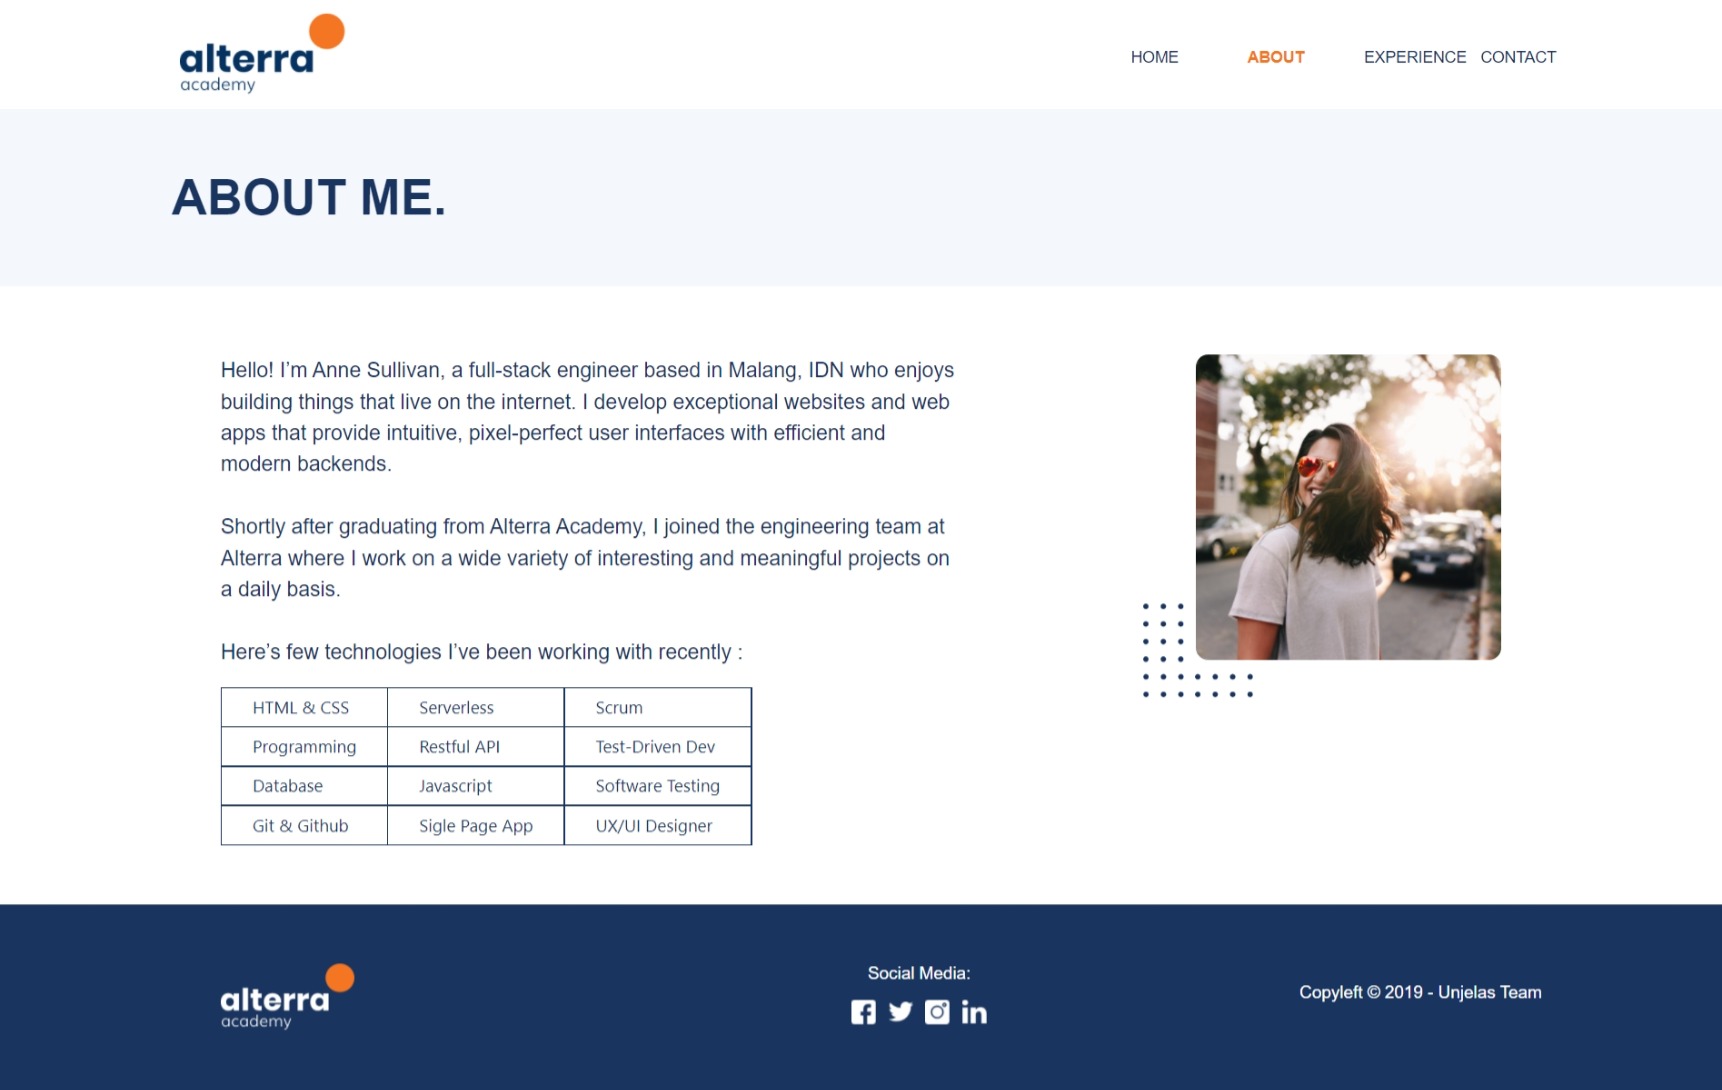 alterra
academy
HOME ABOUT EXPERIENCE CONTACT
ABOUT ME.
Hello! I’m Anne Sullivan, a full-stack engineer based in Malang, IDN who enjoys
building things that live on the internet. I develop exceptional websites and web
apps that provide intuitive, pixel-perfect user interfaces with efficient and
modern backends.
Shortly after graduating from Alterra Academy, I joined the engineering team at
Alterra where I work on a wide variety of interesting and meaningful projects on
a daily basis.
Here’s few technologies I’ve been working with recently :
HTML & CSS Serverless Scrum
Programming Restful API Test-Driven Dev
Database Javascript Software Testing
Git & Github Sigle Page App UX/UI Designer
alterra
academy
Social Media:
Copyleft © 2019 - Unjelas Team